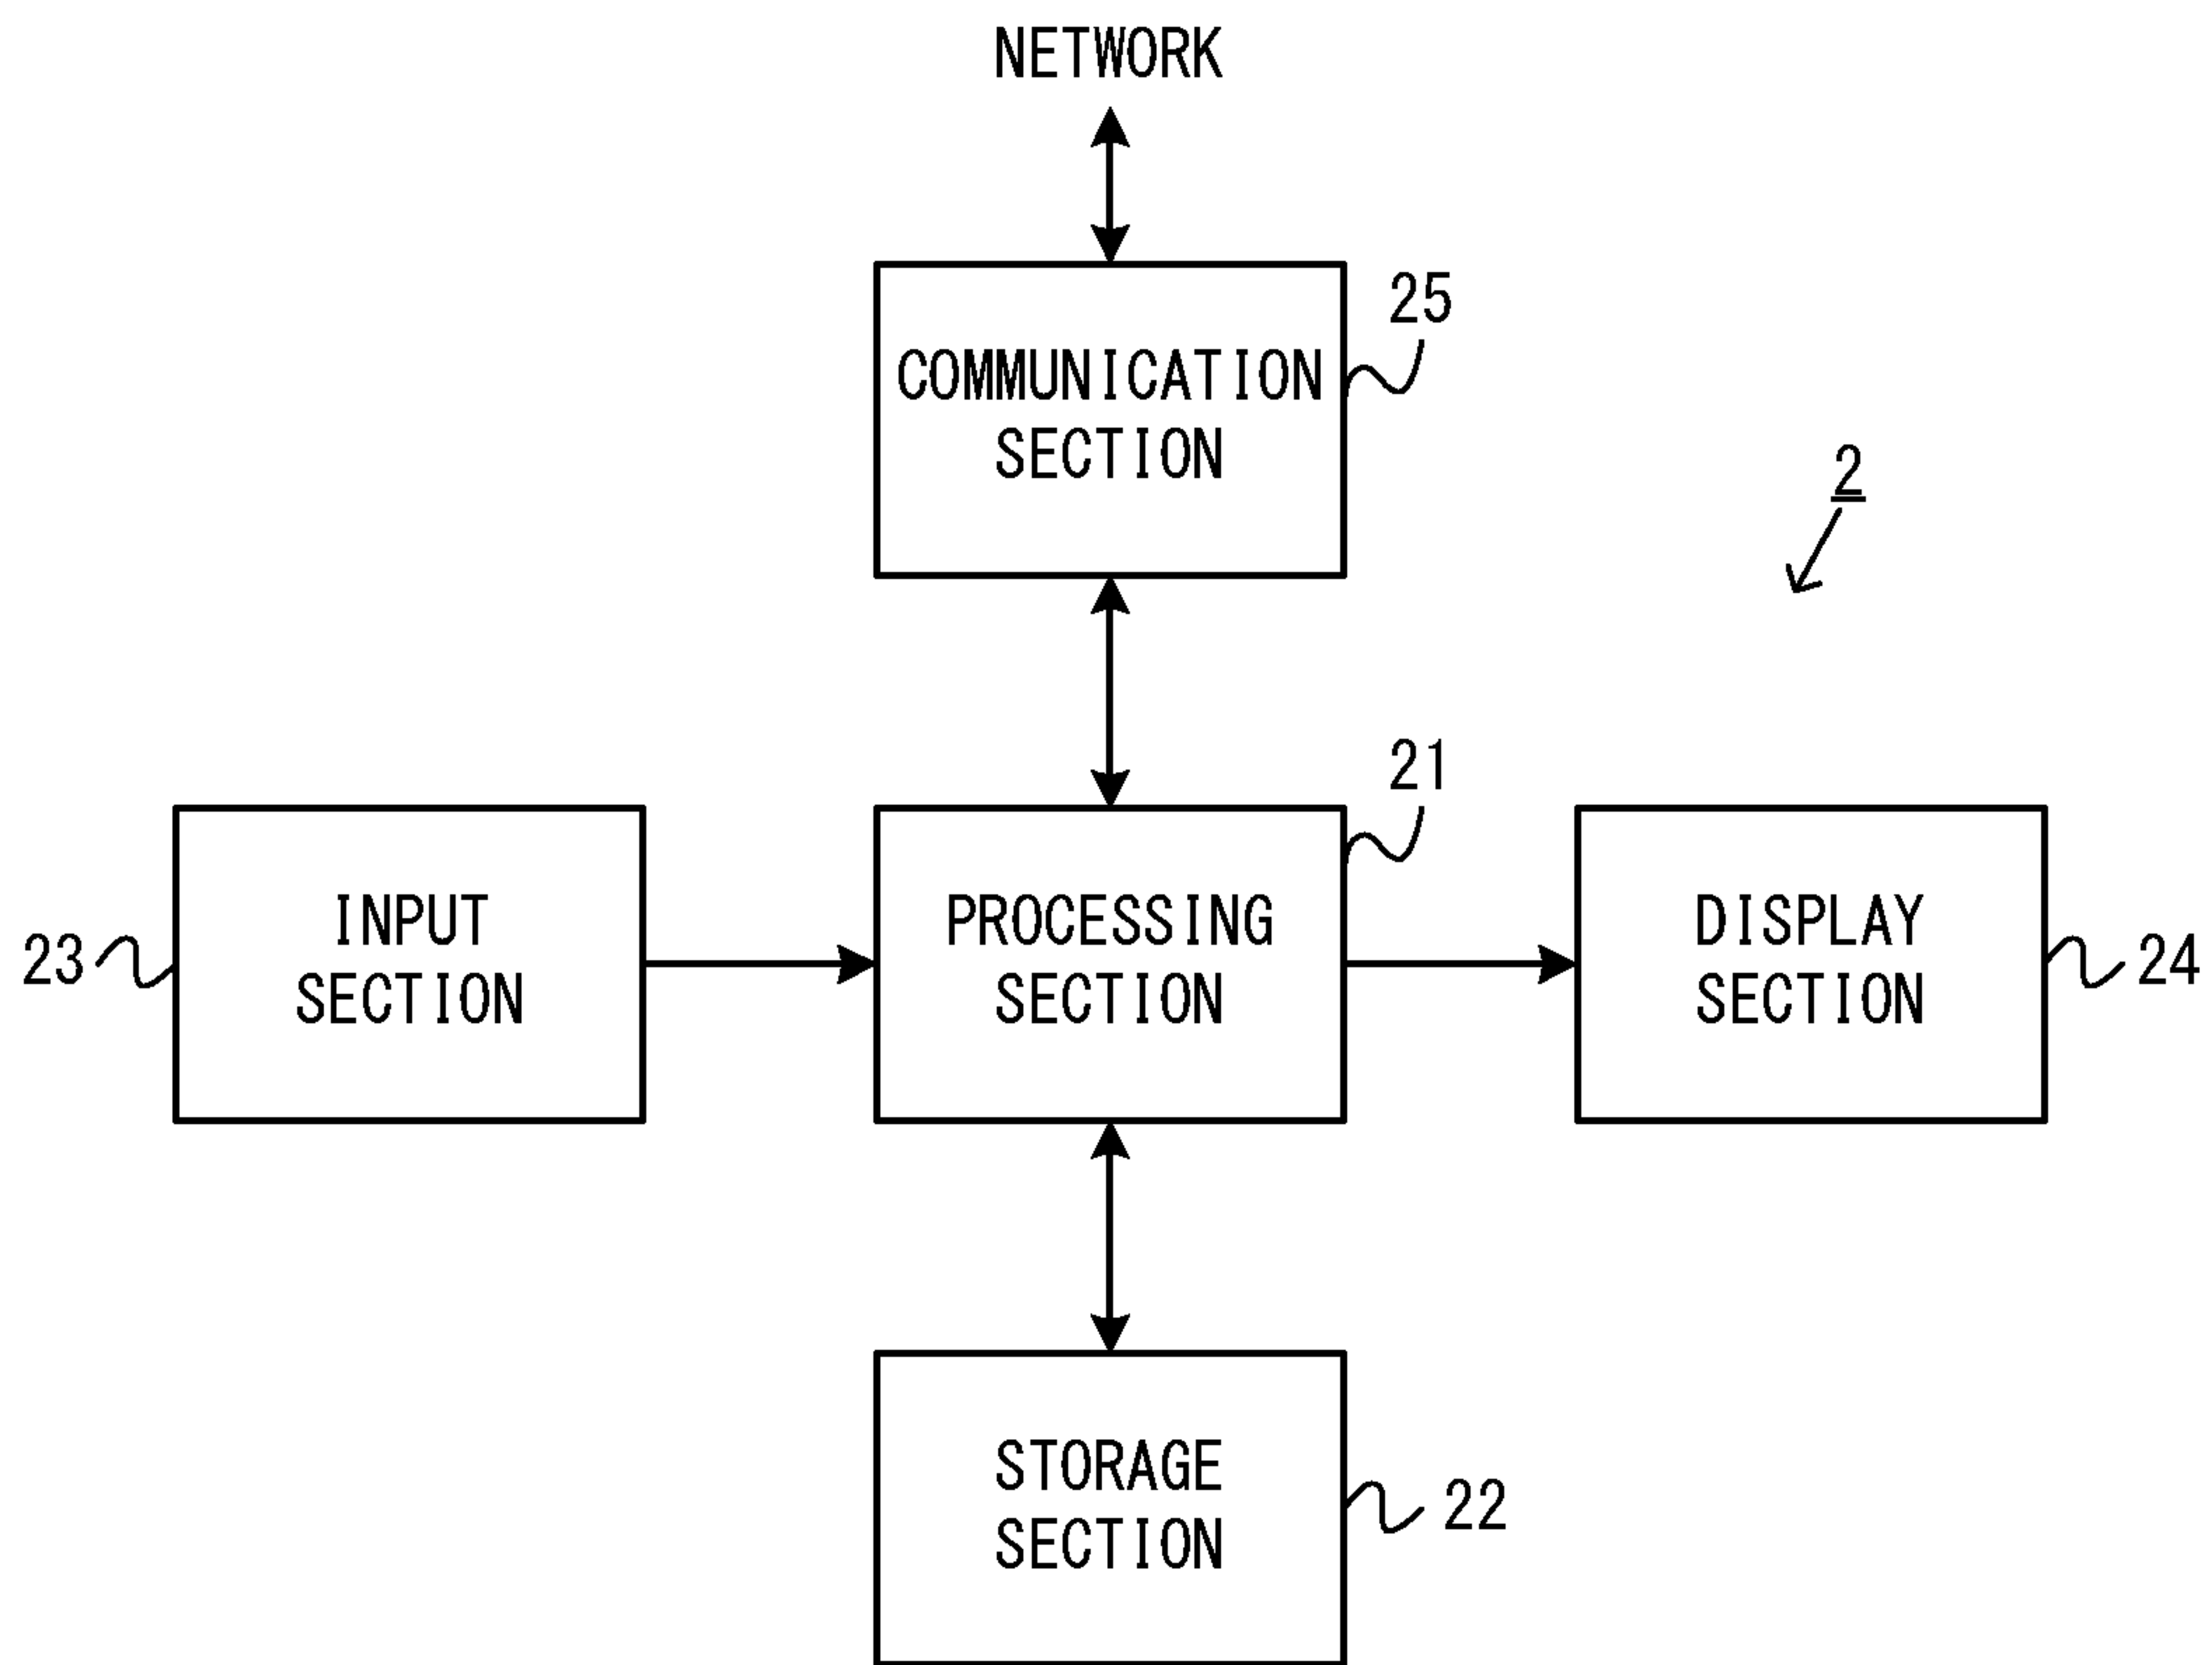 NETWORK
25
COMMUNICATION
SECTION
2
21
INPUT
SECTION
23
PROCESSING
SECTION
DISPLAY
SECTION
24
STORAGE
SECTION
22